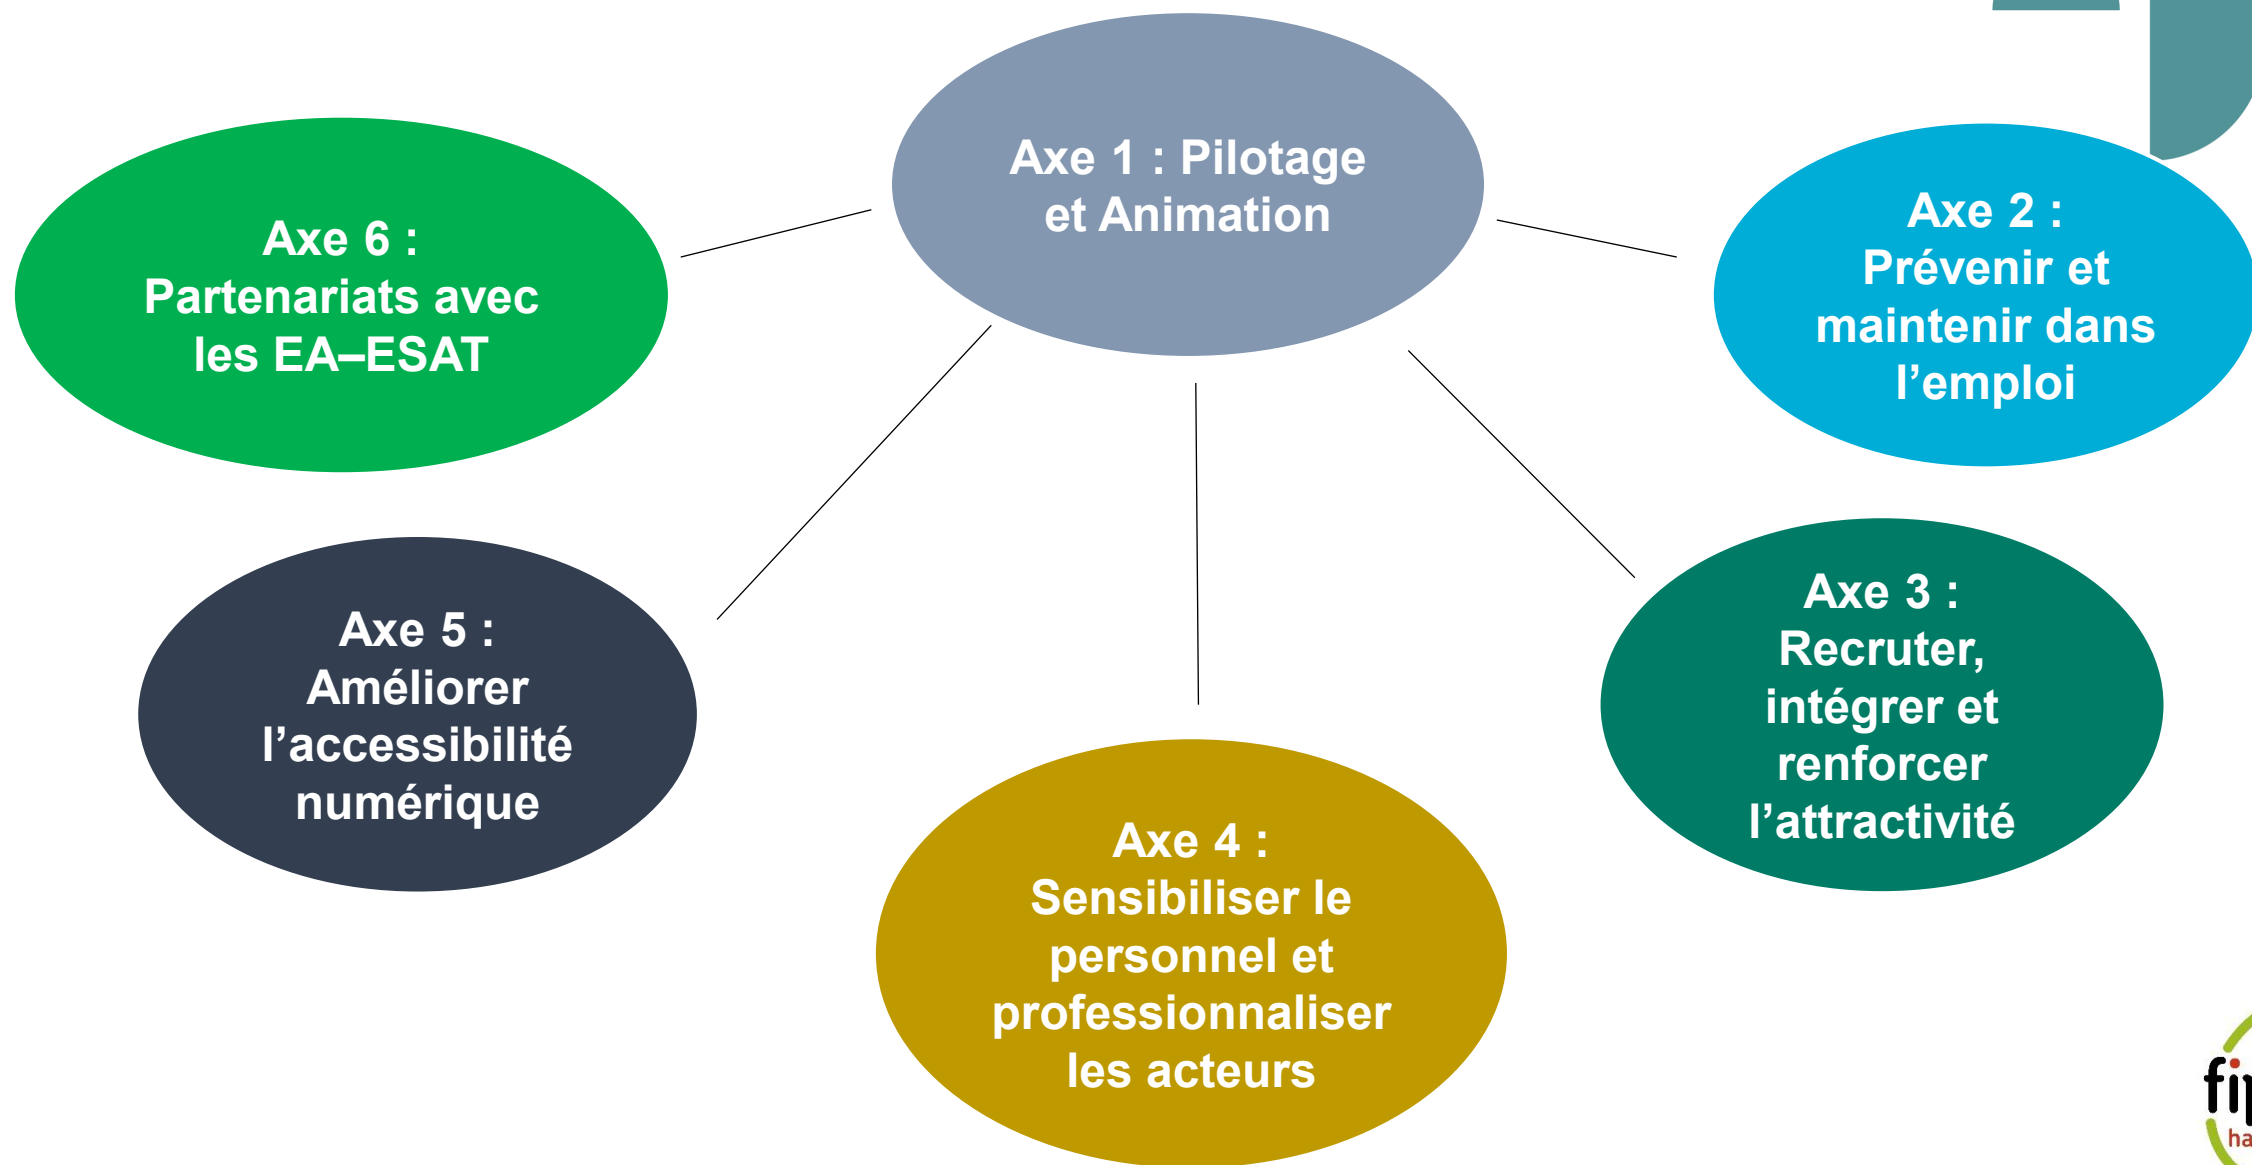 Axe 1 : Pilotage
et Animation
Axe 2 :
Prévenir et
maintenir dans
l’emploi
Axe 3 :
Recruter,
intégrer et
renforcer
l’attractivité
Axe 4 :
Sensibiliser le
personnel et
professionnaliser
les acteurs
Axe 5 :
Améliorer
l’accessibilité
numérique
Axe 6 :
Partenariats avec
les EA–ESAT